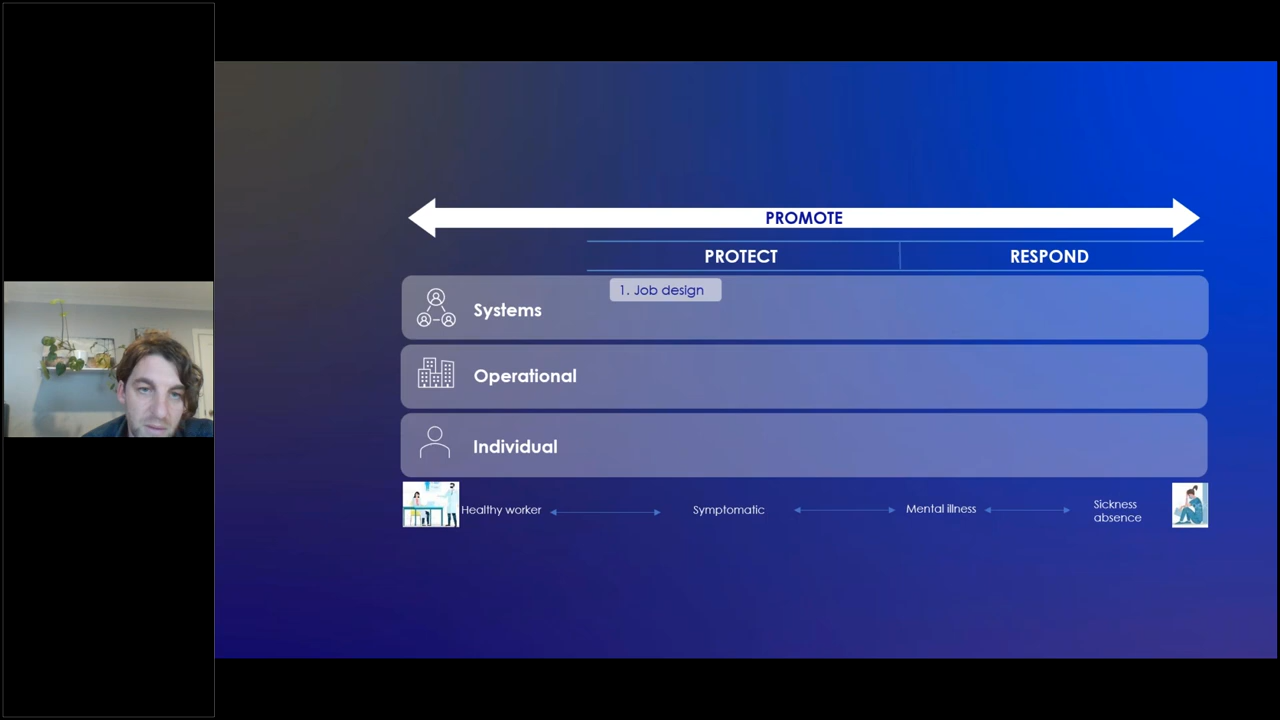 PROMOTE
PROTECT
RESPOND
1. Job design
Systems
Operational
Individual
Healthy worker
Symptomatic
Mental illness
Sickness
absence